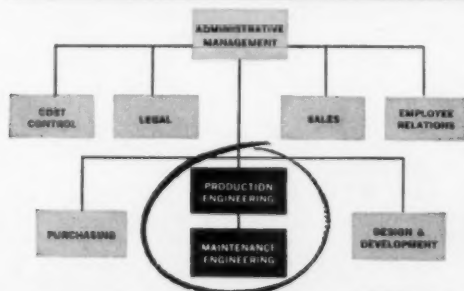 ADMINISTRATIVE
MANAGEMENT
COST
CONTROL
LEGAL
SALES
EMPLOYEE
RELATIONS
PURCHASING
PRODUCTION
ENGINEERING
MAINTENANCE
ENGINEERING
DESIGN &
DEVELOPMENT